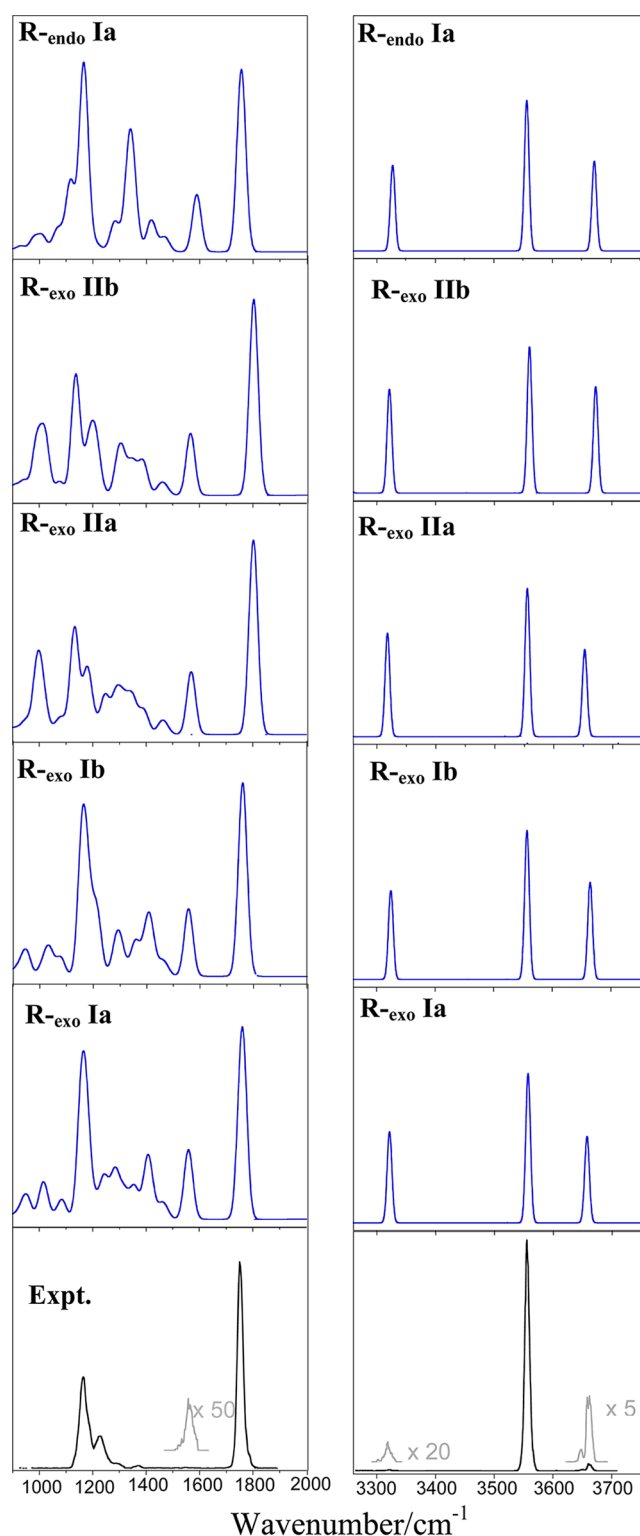 R-endo Ia
R-endo Ia
R-exo IIb
R-exo IIb
R-exo IIa
R-exo IIa
R-exo Ib
R-exo Ib
R-exo Ia
R-exo Ia
Expt.
x 50
x 20
x 5
1000 1200 1400 1600 1800 2000
3300 3400 3500 3600 3700
Wavenumber/cm-1